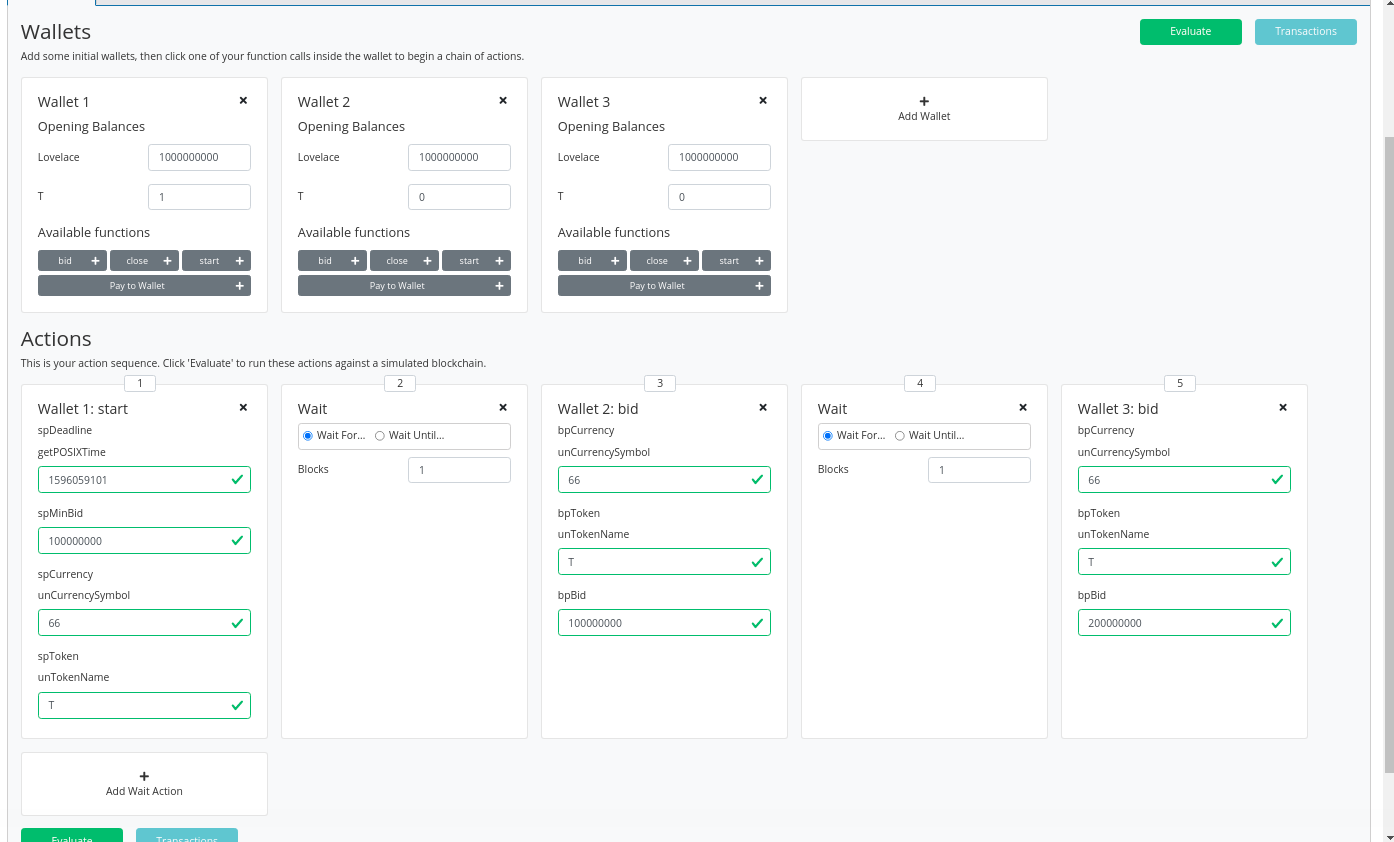 Wallets
Evaluate
Transactions
Add some initial wallets, then click one of your function calls inside the wallet to begin a chain of actions.
Wallet 1
Opening Balances
Lovelace
1000000000
T
1
Available functions
bid
close
start
Pay to Wallet
Wallet 2
Opening Balances
Lovelace
1000000000
T
0
Available functions
bid
close
start
Pay to Wallet
Wallet 3
Opening Balances
Lovelace
1000000000
T
0
Available functions
bid
close
start
Pay to Wallet
Add Wallet
Actions
This is your action sequence. Click 'Evaluate' to run these actions against a simulated blockchain.
1
Wallet 1: start
spDeadline
getPOSIXTime
1596059101
spMinBid
100000000
spCurrency
unCurrencySymbol
66
spToken
unTokenName
T
2
Wait
Wait For...
Wait Until...
Blocks
1
3
Wallet 2: bid
bpCurrency
unCurrencySymbol
66
bpToken
unTokenName
T
bpBid
100000000
4
Wait
Wait For...
Wait Until...
Blocks
1
5
Wallet 3: bid
bpCurrency
unCurrencySymbol
66
bpToken
unTokenName
T
bpBid
200000000
Add Wait Action
Evaluate
Transactions